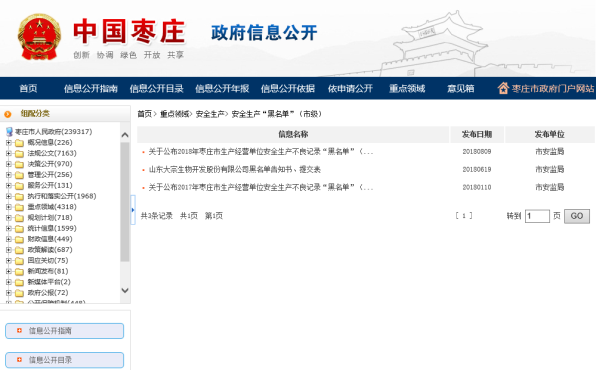 中国枣庄
政府信息公开
创新 协调 绿色 开放 共享
首页 信息公开指南 信息公开目录 信息公开年报 信息公开依据 依申请公开 重点领域 意见箱 枣庄市政府门户网站
组配分类
枣庄市人民政府(239317)
概况信息(226)
法规公文(7163)
决策公开(970)
管理公开(256)
服务公开(131)
执行和落实公开(1968)
重点领域(4318)
规划计划(718)
统计信息(1599)
财政信息(449)
政策解读(687)
回应关切(75)
新闻发布(81)
新媒体平台(2)
政府公报(72)
信息公开指南
信息公开目录
首页> 重点领域> 安全生产> 安全生产“黑名单”（市级）
信息名称 发布日期 发布单位
关于公布2018年枣庄市生产经营单位安全生产不良记录“黑名单”（... 20180809 市安监局
山东大宗生物开发股份有限公司黑名单告知书、提交表 20180619 市安监局
关于公布2017年枣庄市生产经营单位安全生产不良记录“黑名单”（... 20180110 市安监局
共3条记录 共1页 第1页 [ 1 ] 转到 1 页 GO